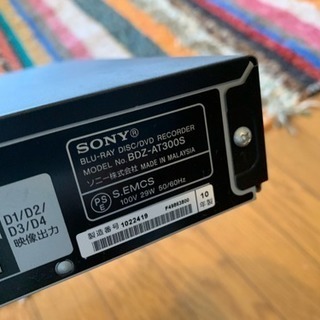 SONY®
BLU-RAY DISC/DVD RECORDER
MODEL No. BDZ-AT300S
ソニー株式会社 MADE IN MALAYSIA
PS
E
S.EMCS
100V 29W 50/60Hz
D1/D2/
D3/D4
映像出力
製造番号 1022419
10
年製